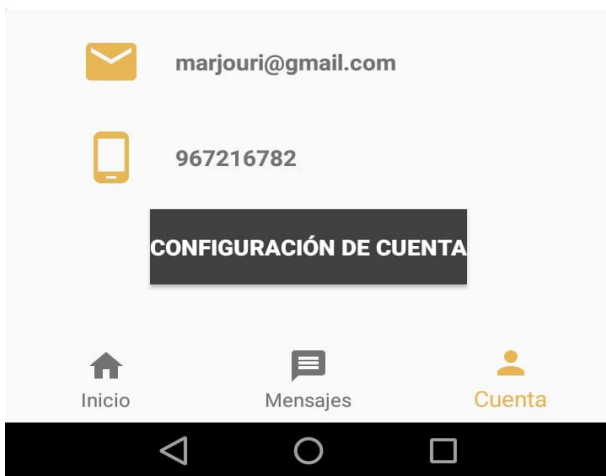 marjouri@gmail.com
967216782
CONFIGURACIÓN DE CUENTA
Inicio
Mensajes
Cuenta